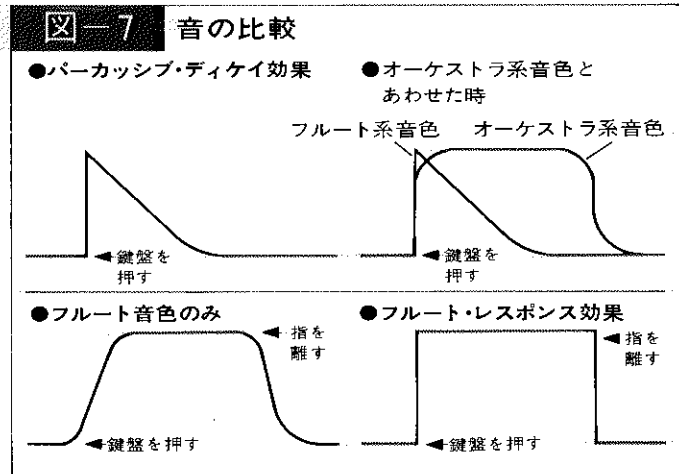 図-7 音の比較
●パーカッシブ・ディケイ効果
◀鍵盤を
押す
●オーケストラ系音色と
あわせた時
フルート系音色 オーケストラ系音色
◀鍵盤を
押す
●フルート音色のみ
◀指を
離す
◀鍵盤を押す
●フルート・レスポンス効果
◀指を
離す
◀鍵盤を押す